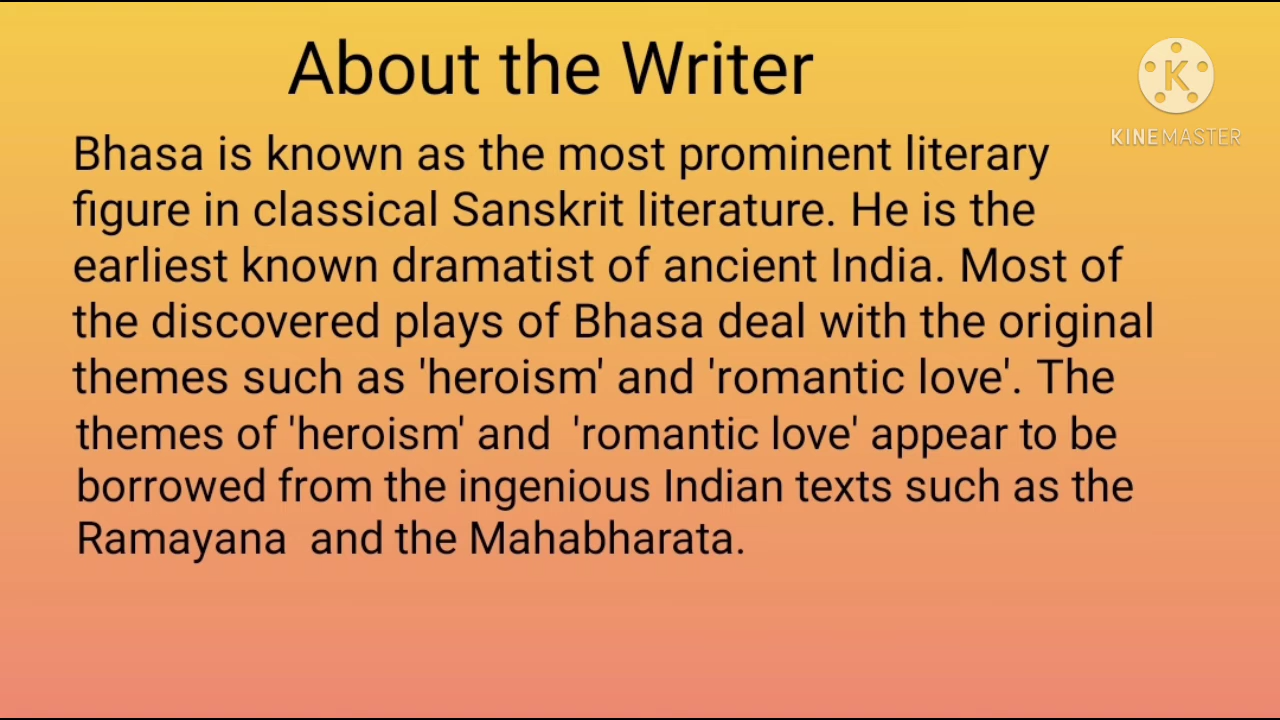 About the Writer
KINEMASTER
Bhasa is known as the most prominent literary
figure in classical Sanskrit literature. He is the
earliest known dramatist of ancient India. Most of
the discovered plays of Bhasa deal with the original
themes such as 'heroism' and 'romantic love'. The
themes of 'heroism' and  'romantic love' appear to be
borrowed from the ingenious Indian texts such as the
Ramayana  and the Mahabharata.